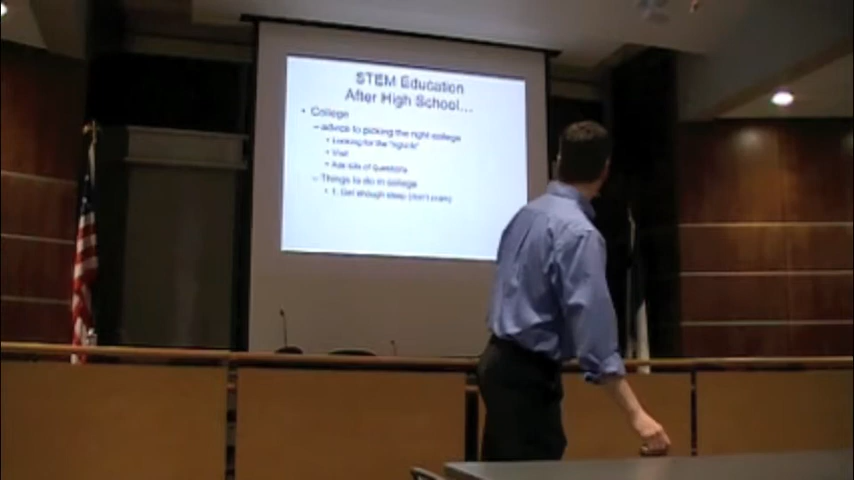 STEM Education
After High School...
• College
– advice to picking the right college
• Looking for the "right fit"
• Visit
• Ask lots of questions
– Things to do in college
• 1. Get enough sleep (don't cram)